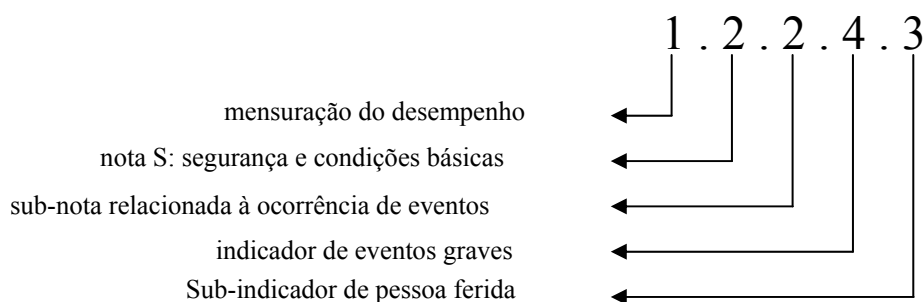 1 . 2 . 2 . 4 . 3
mensuração do desempenho
nota S: segurança e condições básicas
sub-nota relacionada à ocorrência de eventos
indicador de eventos graves
Sub-indicador de pessoa ferida